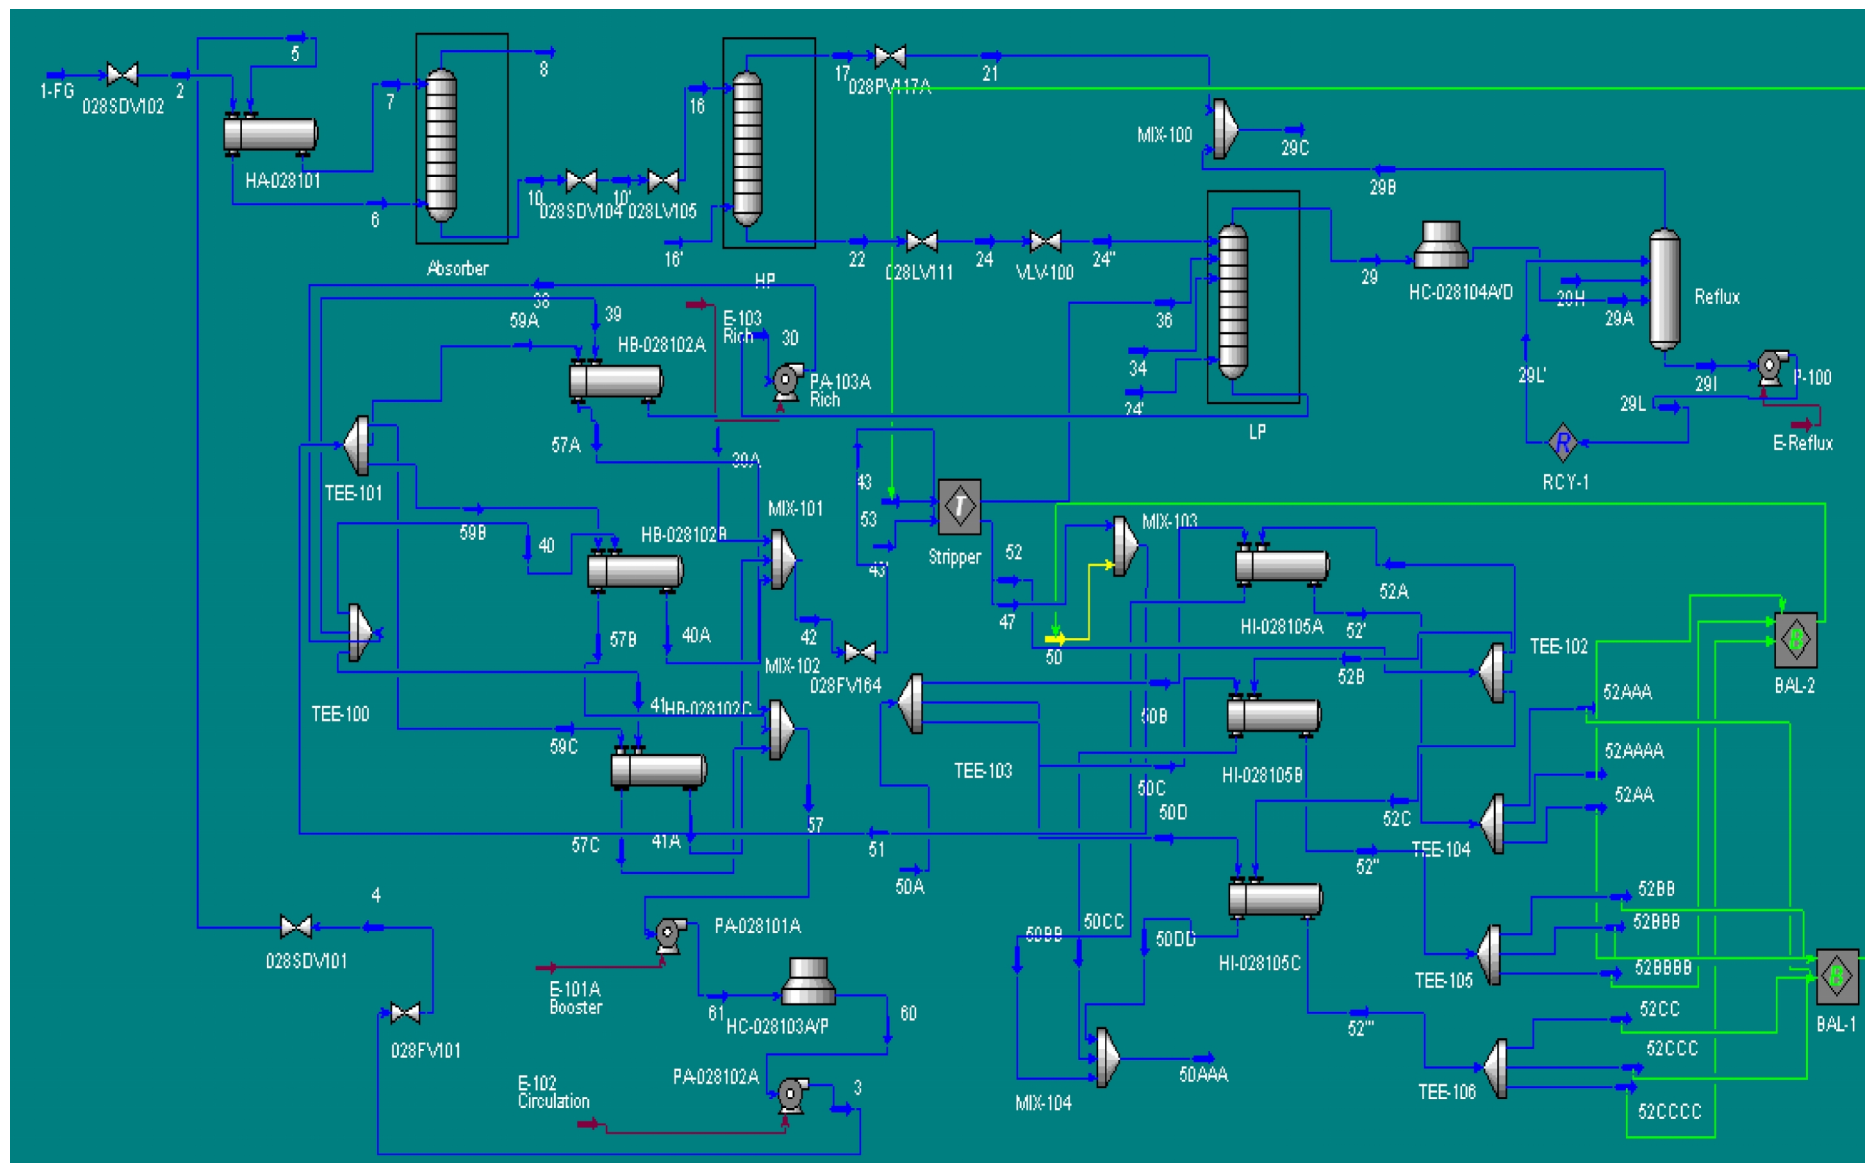 5
1-FG
2
028SDV102
7
8
HA-028101
6
Absorber
10
028SDV104
10'
028LV105
16
16'
HP
17
028PV117A
21
MIX-100
29C
29B
22
028LV111
24
VLV-100
24"
29
HC-028104A/D
29H
29A
Reflux
36
34
24'
LP
29L'
29I
P-100
29L
E-Reflux
RCY-1
38
59A
39
HB-028102A
E-103
Rich
30
PA-103A
Rich
57A
39A
TEE-101
59B
40
HB-028102B
MIX-101
43
53
43'
Stripper
52
47
MIX-103
50
HI-028105A
52A
52'
TEE-102
52B
BAL-2
57B
40A
42
MIX-102
028FV164
TEE-100
41
HB-028102C
59C
50B
TEE-103
50C
50D
HI-028105B
52C
52AAA
52AAAA
52AA
TEE-104
57C
41A
57
51
50A
52"
4
028SDV101
PA-028101A
E-101A
Booster
61
HC-028103A/P
60
50BB
50CC
50DD
HI-028105C
52BB
52BBB
52BBBB
TEE-105
52'''
52CC
52CCC
52CCCC
TEE-106
BAL-1
028FV101
E-102
Circulation
PA-028102A
3
MIX-104
50AAA
T
R
B
B